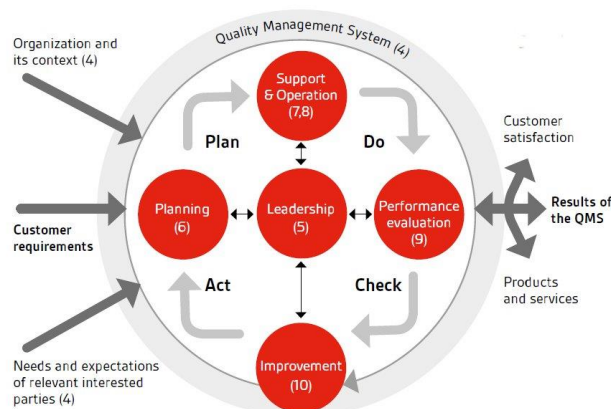 Quality Management System (4)
Organization and
its context (4)
Support
& Operation
(7,8)
Customer
satisfaction
Plan
Do
Planning
(6)
Leadership
(5)
Performance
evaluation
(9)
Results of
the QMS
Customer
requirements
Act
Check
Products
and services
Improvement
(10)
Needs and expectations
of relevant interested
parties (4)